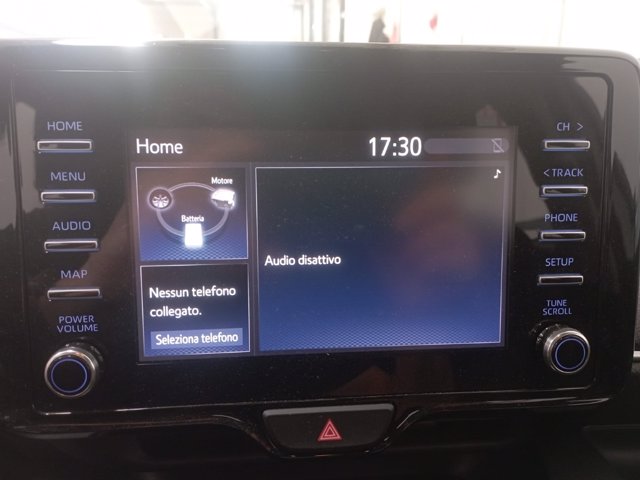 HOME
MENU
AUDIO
MAP
POWER
VOLUME
Home
17:30
Motore
Batteria
Nessun telefono
collegato.
Seleziona telefono
Audio disattivo
CH >
< TRACK
PHONE
SETUP
TUNE
SCROLL